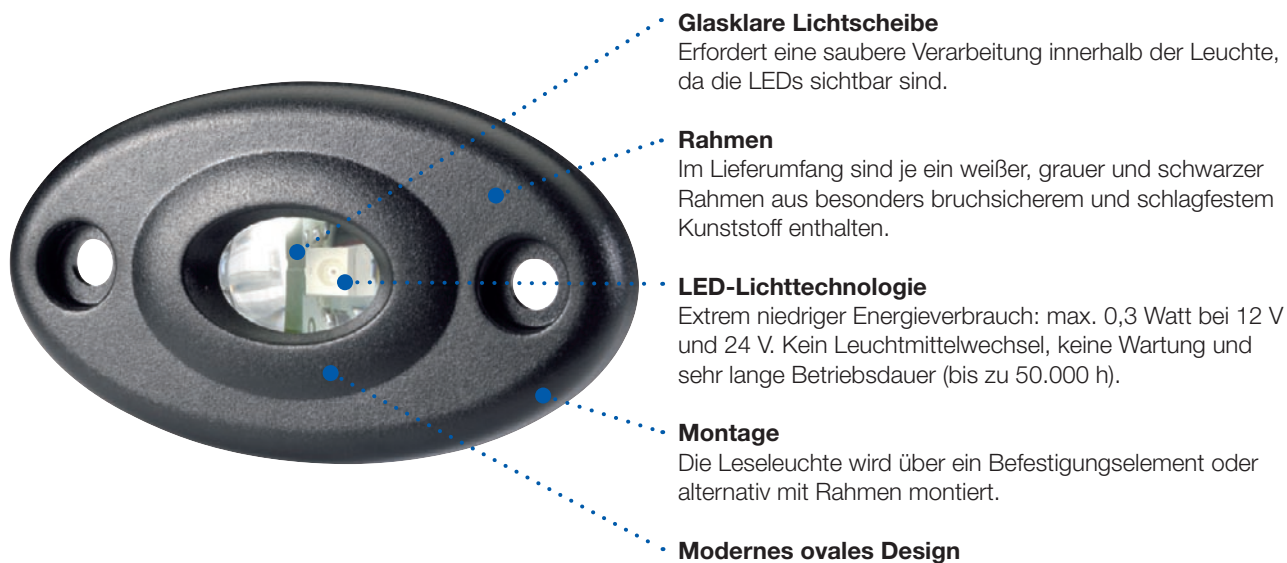 Glasklare Lichtscheibe
Erfordert eine saubere Verarbeitung innerhalb der Leuchte,
da die LEDs sichtbar sind.
Rahmen
Im Lieferumfang sind je ein weißer, grauer und schwarzer
Rahmen aus besonders bruchsicherem und schlagfestem
Kunststoff enthalten.
LED-Lichttechnologie
Extrem niedriger Energieverbrauch: max. 0,3 Watt bei 12 V
und 24 V. Kein Leuchtmittelwechsel, keine Wartung und
sehr lange Betriebsdauer (bis zu 50.000 h).
Montage
Die Leseleuchte wird über ein Befestigungselement oder
alternativ mit Rahmen montiert.
Modernes ovales Design